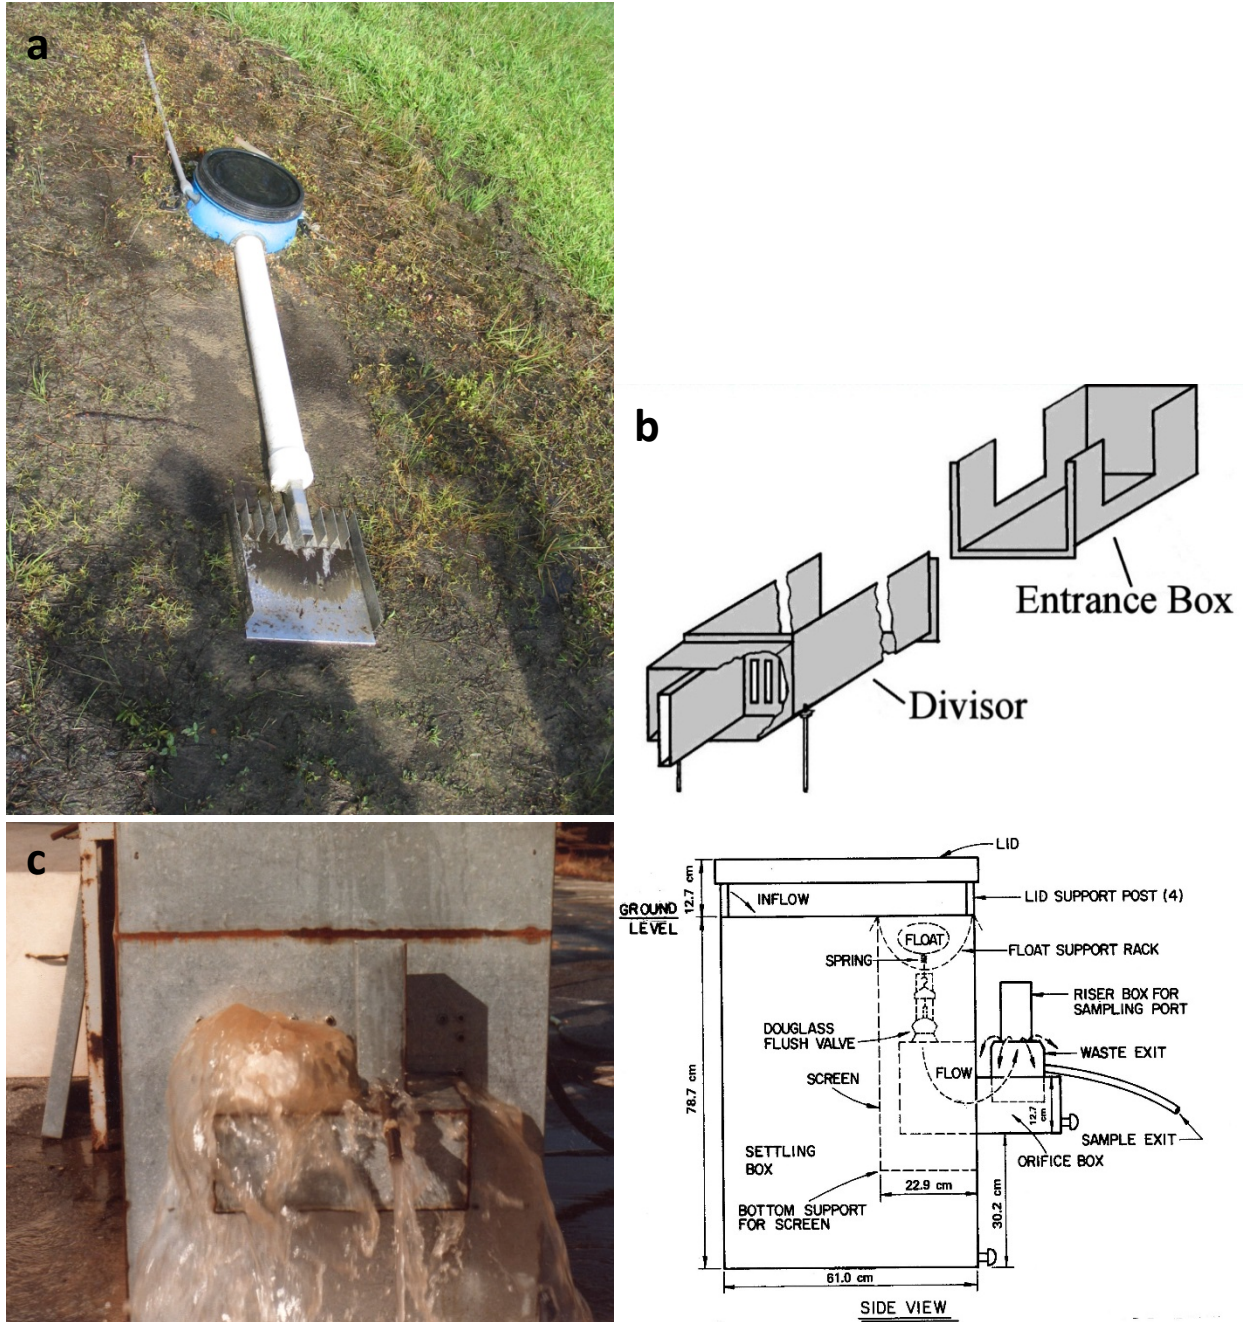 a
b
Entrance Box
Divisor
c
LID
12.7 cm
INFLOW
LID SUPPORT POST (4)
GROUND
LEVEL
FLOAT
SPRING
FLOAT SUPPORT RACK
RISER BOX FOR
SAMPLING PORT
DOUGLASS
FLUSH VALVE
WASTE EXIT
SCREEN
FLOW
78.7 cm
12.7
cm
SAMPLE EXIT
ORIFICE BOX
SETTLING
BOX
22.9 cm
BOTTOM SUPPORT
FOR SCREEN
30.2 cm
61.0 cm
SIDE VIEW